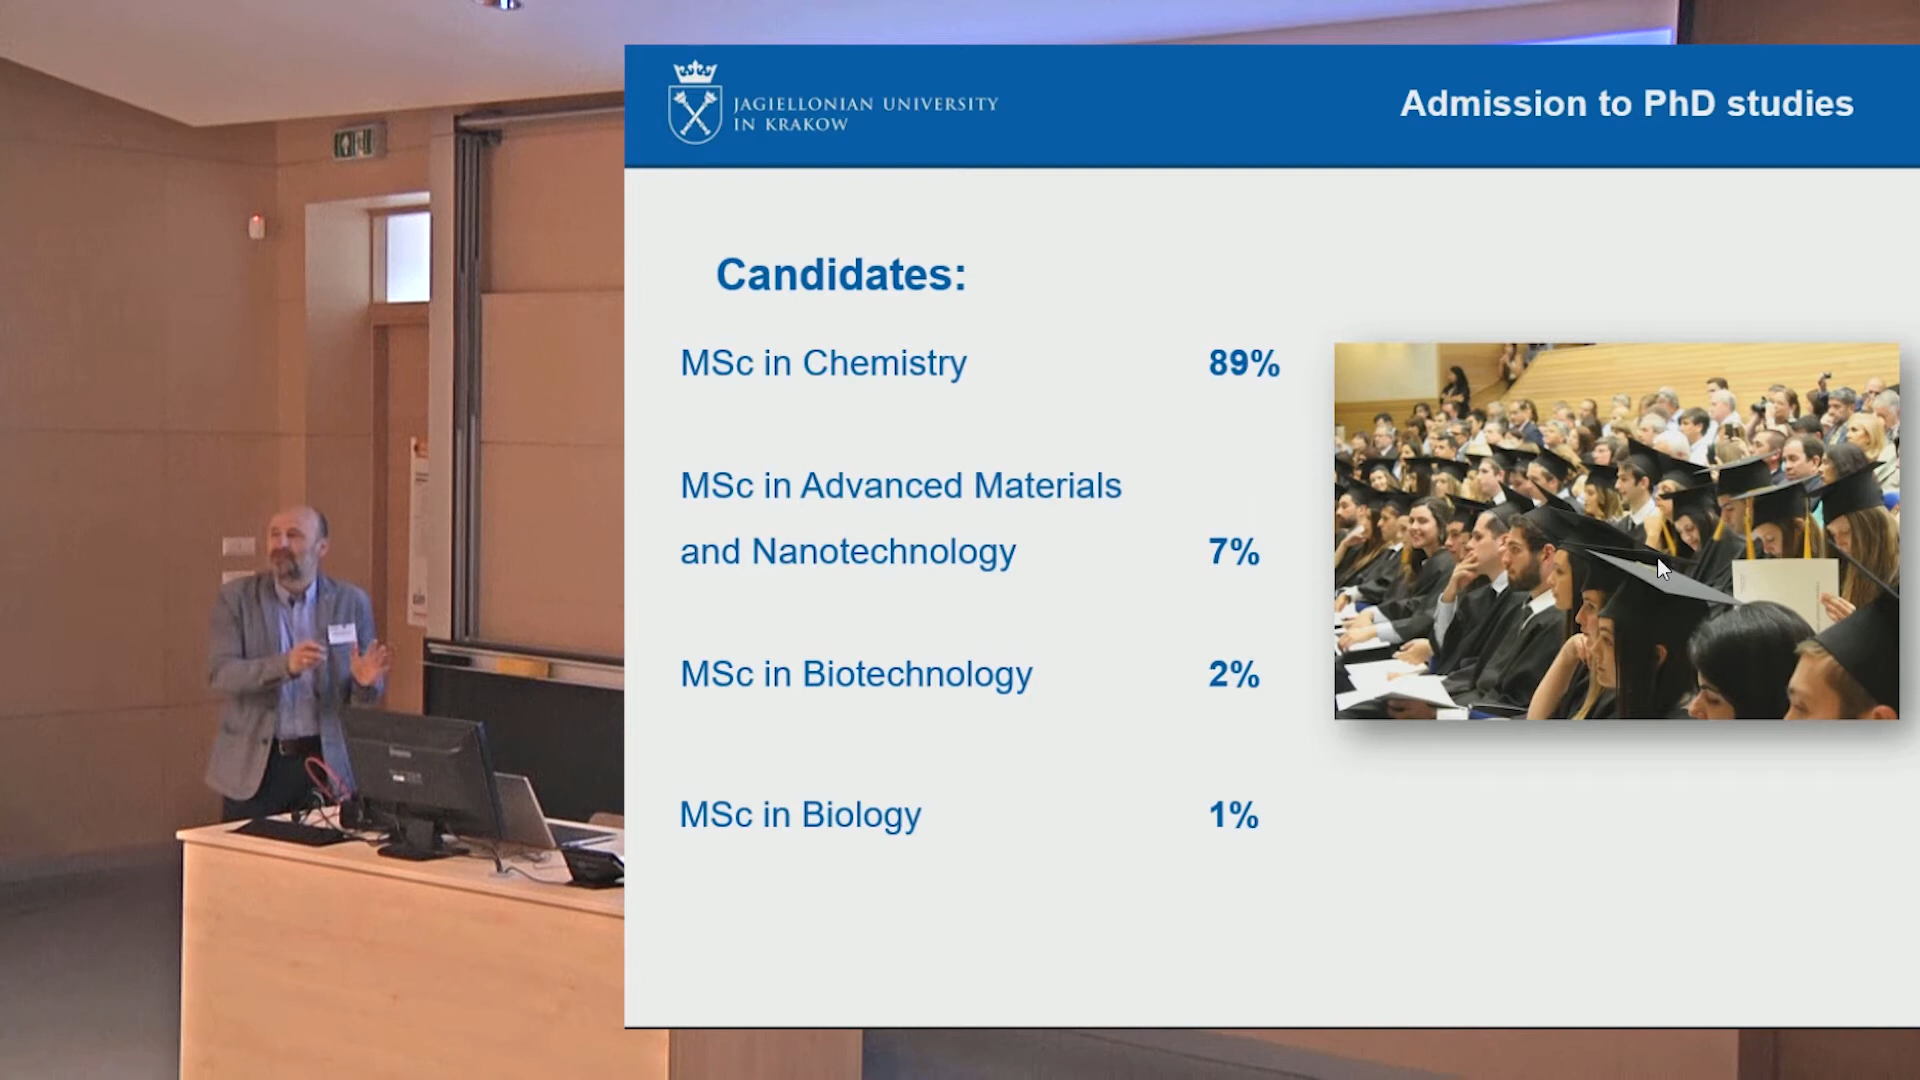 JAGIELLONIAN UNIVERSITY
IN KRAKOW
Admission to PhD studies
Candidates:
MSc in Chemistry 89%
MSc in Advanced Materials
and Nanotechnology 7%
MSc in Biotechnology 2%
MSc in Biology 1%